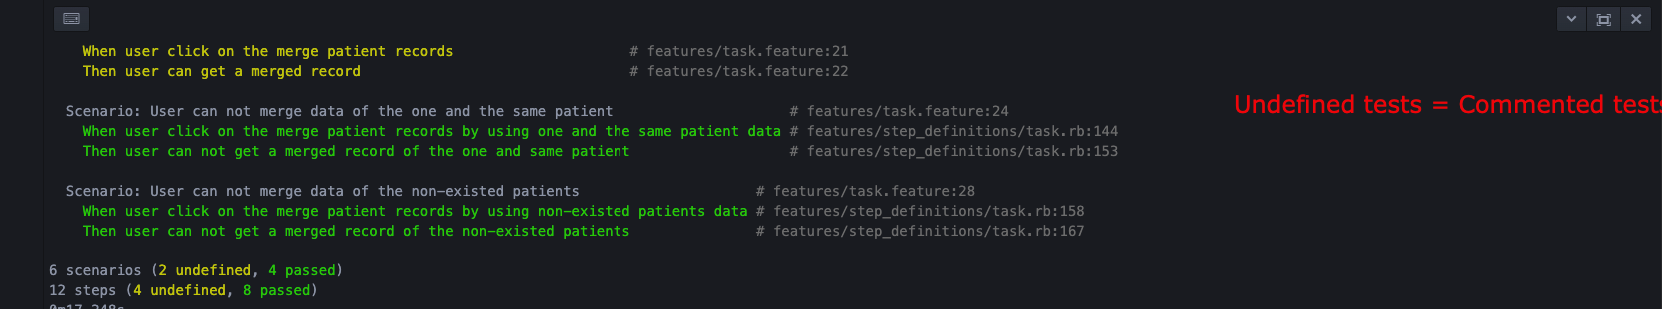 When user click on the merge patient records # features/task.feature:21
Then user can get a merged record # features/task.feature:22
Scenario: User can not merge data of the one and the same patient # features/task.feature:24
Undefined tests = Commented tests
When user click on the merge patient records by using one and the same patient data # features/step_definitions/task.rb:144
Then user can not get a merged record of the one and same patient # features/step_definitions/task.rb:153
Scenario: User can not merge data of the non-existed patients # features/task.feature:28
When user click on the merge patient records by using non-existed patients data # features/step_definitions/task.rb:158
Then user can not get a merged record of the non-existed patients # features/step_definitions/task.rb:167
6 scenarios (2 undefined, 4 passed)
12 steps (4 undefined, 8 passed)
0m17.248s